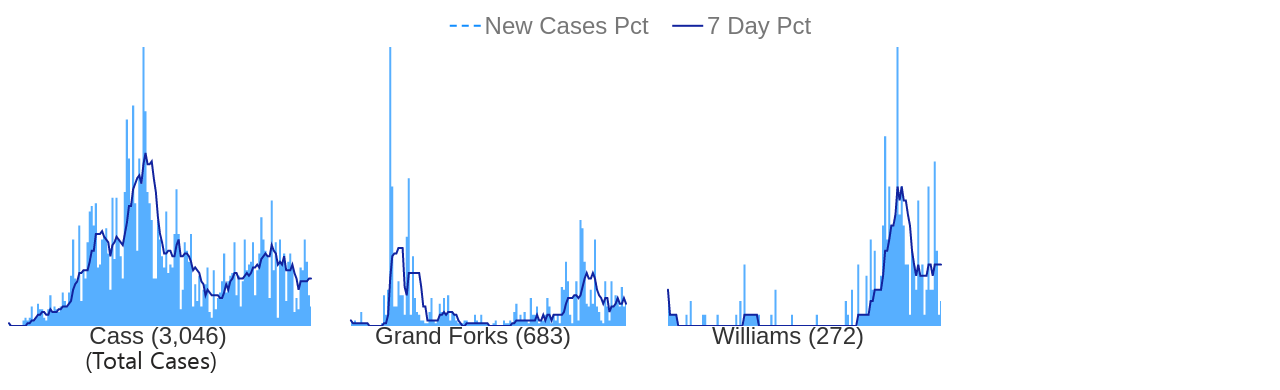 New Cases Pct 7 Day Pct
Cass (3,046) Grand Forks (683) Williams (272)
(Total Cases)